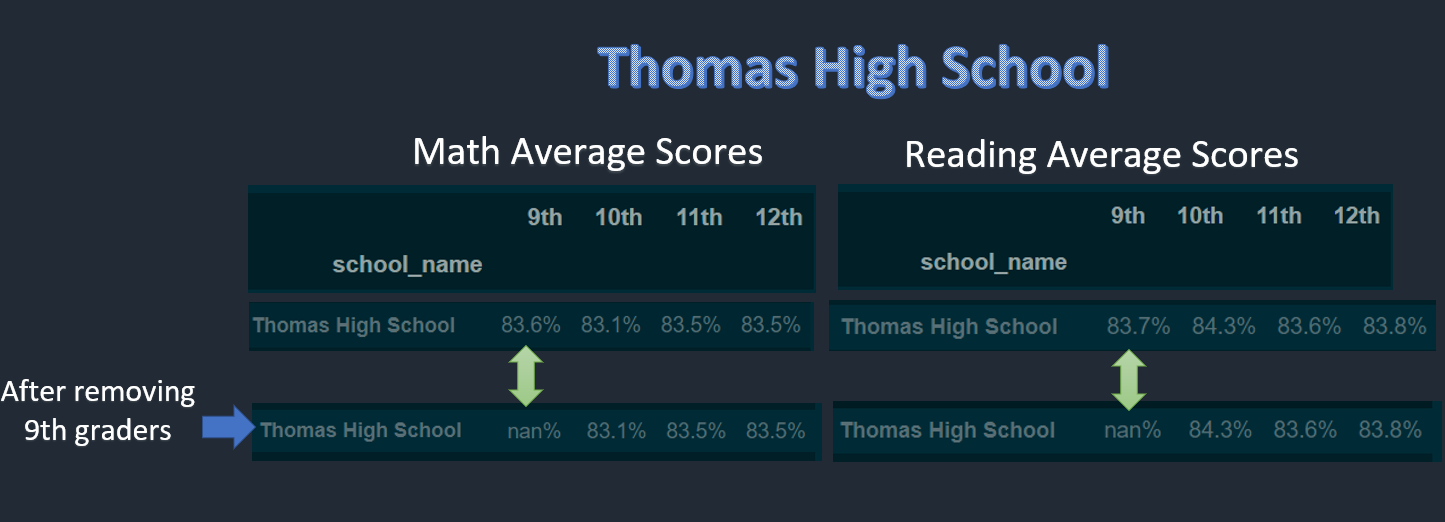 Thomas High School
Math Average Scores
9th 10th 11th 12th
school_name
Thomas High School 83.6% 83.1% 83.5% 83.5%
After removing
9th graders
Thomas High School nan% 83.1% 83.5% 83.5%
Reading Average Scores
9th 10th 11th 12th
school_name
Thomas High School 83.7% 84.3% 83.6% 83.8%
Thomas High School nan% 84.3% 83.6% 83.8%